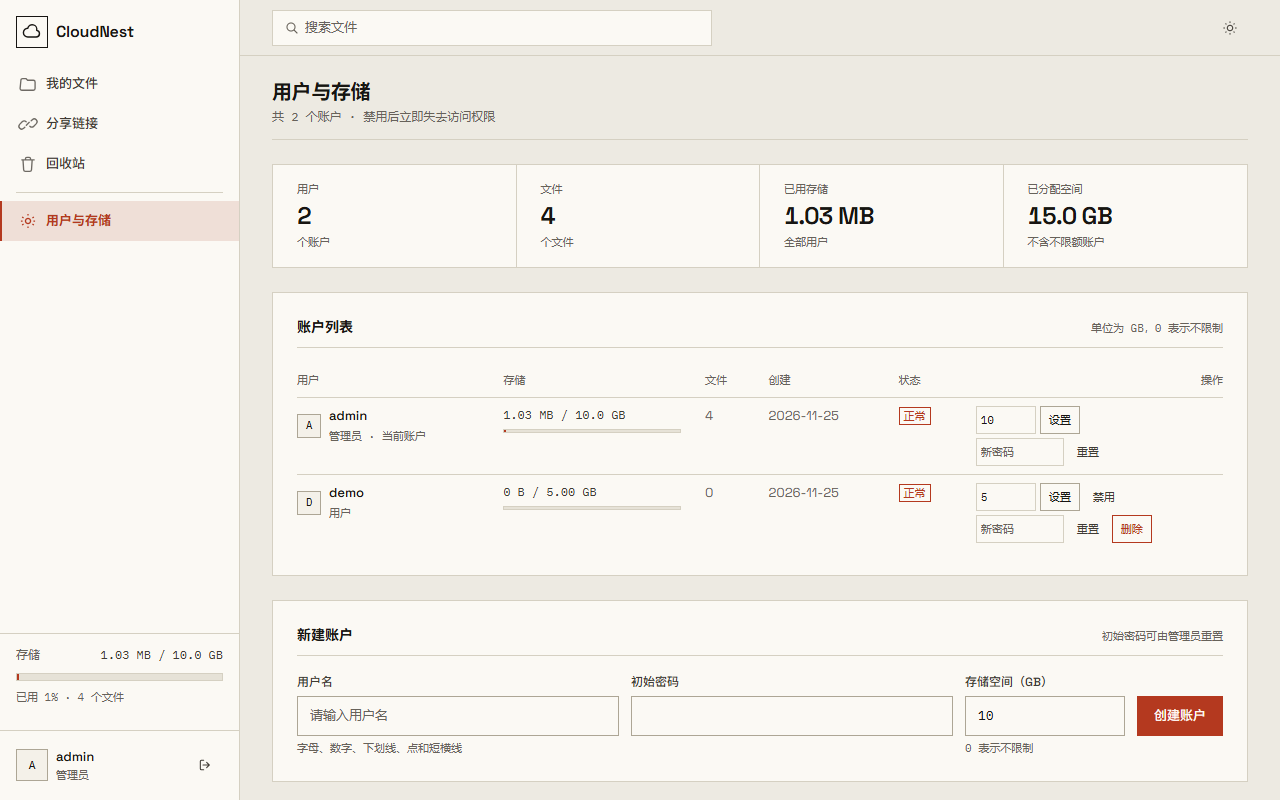 CloudNest
搜索文件
我的文件
分享链接
回收站
用户与存储
用户与存储
共 2 个账户 · 禁用后立即失去访问权限
用户
2
个账户
文件
4
个文件
已用存储
1.03 MB
全部用户
已分配空间
15.0 GB
不含不限额账户
账户列表
单位为 GB, 0 表示不限制
用户 存储 文件 创建 状态 操作
A admin 1.03 MB / 10.0 GB 4 2026-11-25 正常 10 设置
管理员 · 当前账户 新密码 重置
D demo 0 B / 5.00 GB 0 2026-11-25 正常 5 设置 禁用
用户 新密码 重置 删除
新建账户
初始密码可由管理员重置
用户名 初始密码 存储空间（GB）
请输入用户名 10 创建账户
字母、数字、下划线、点和短横线 0 表示不限制
存储 1.03 MB / 10.0 GB
已用 1% · 4 个文件
A admin
管理员